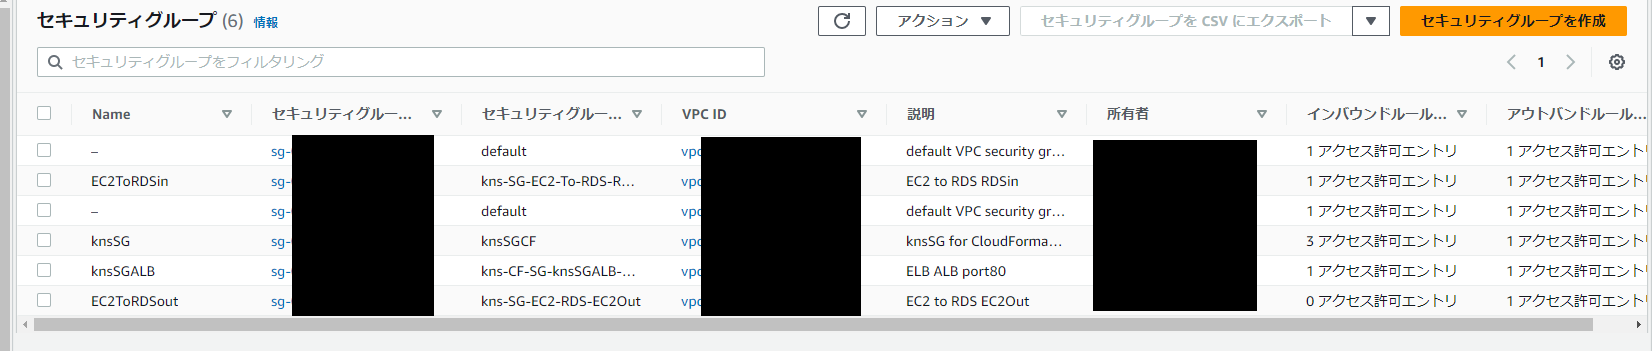 セキュリティグループ (6) 情報
アクション ▼ セキュリティグループを CSV にエクスポート ▼ セキュリティグループを作成
セキュリティグループをフィルタリング
1
Name セキュリティグルー... セキュリティグルー... VPC ID 説明 所有者 インバウンドルール... アウトバンドルール...
– sg- default vpc default VPC security gr... 1 アクセス許可エントリ 1 アクセス許可エントリ
EC2ToRDSin sg- kns-SG-EC2-To-RDS-R... vpc EC2 to RDS RDSin 1 アクセス許可エントリ 1 アクセス許可エントリ
– sg- default vpc default VPC security gr... 1 アクセス許可エントリ 1 アクセス許可エントリ
knsSG sg- knsSGCF vpc knsSG for CloudForma... 3 アクセス許可エントリ 1 アクセス許可エントリ
knsSGALB sg- kns-CF-SG-knsSGALB-... vpc ELB ALB port80 1 アクセス許可エントリ 1 アクセス許可エントリ
EC2ToRDSout sg- kns-SG-EC2-RDS-EC2Out vpc EC2 to RDS EC2Out 0 アクセス許可エントリ 1 アクセス許可エントリ